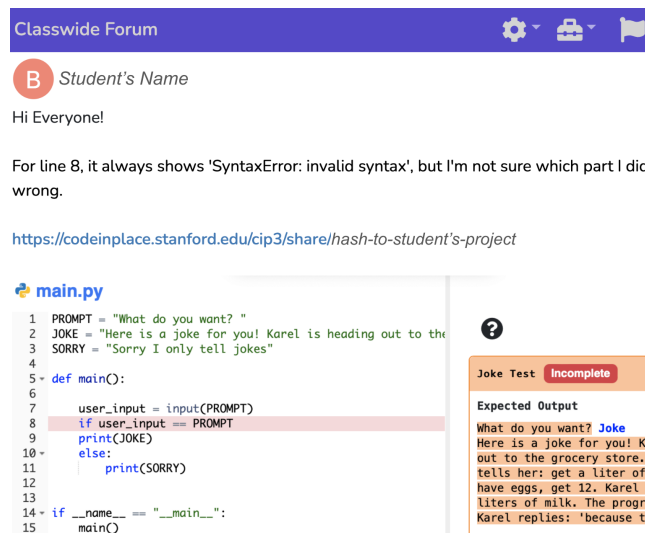 Classwide Forum
B Student's Name
Hi Everyone!
For line 8, it always shows 'SyntaxError: invalid syntax', but I'm not sure which part I
wrong.
https://codeinplace.stanford.edu/cip3/share/hash-to-student's-project
main.py
1 PROMPT = "What do you want? "
2 JOKE = "Here is a joke for you! Karel is heading out to the
3 SORRY = "Sorry I only tell jokes"
4
5 def main():
6
7     user_input = input(PROMPT)
8     if user_input == PROMPT
9     print(JOKE)
10     else:
11         print(SORRY)
12
13
14 if __name__ == "__main__":
15     main()
?
Joke Test Incomplete
Expected Output
What do you want? Joke
Here is a joke for you! K
out to the grocery store.
tells her: get a liter of
have eggs, get 12. Karel
liters of milk. The progr
Karel replies: 'because t